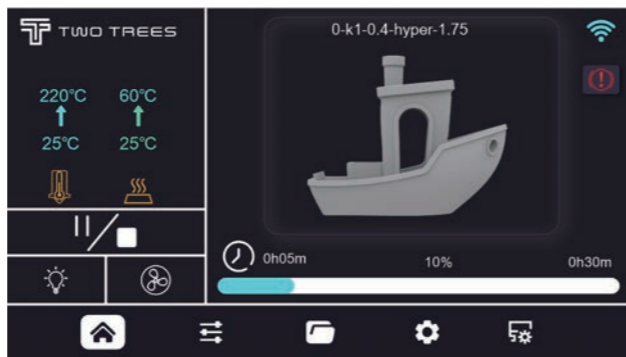 TWO TREES
0-k1-0.4-hyper-1.75
220℃ 60℃
25℃ 25℃
0h05m 10% 0h30m